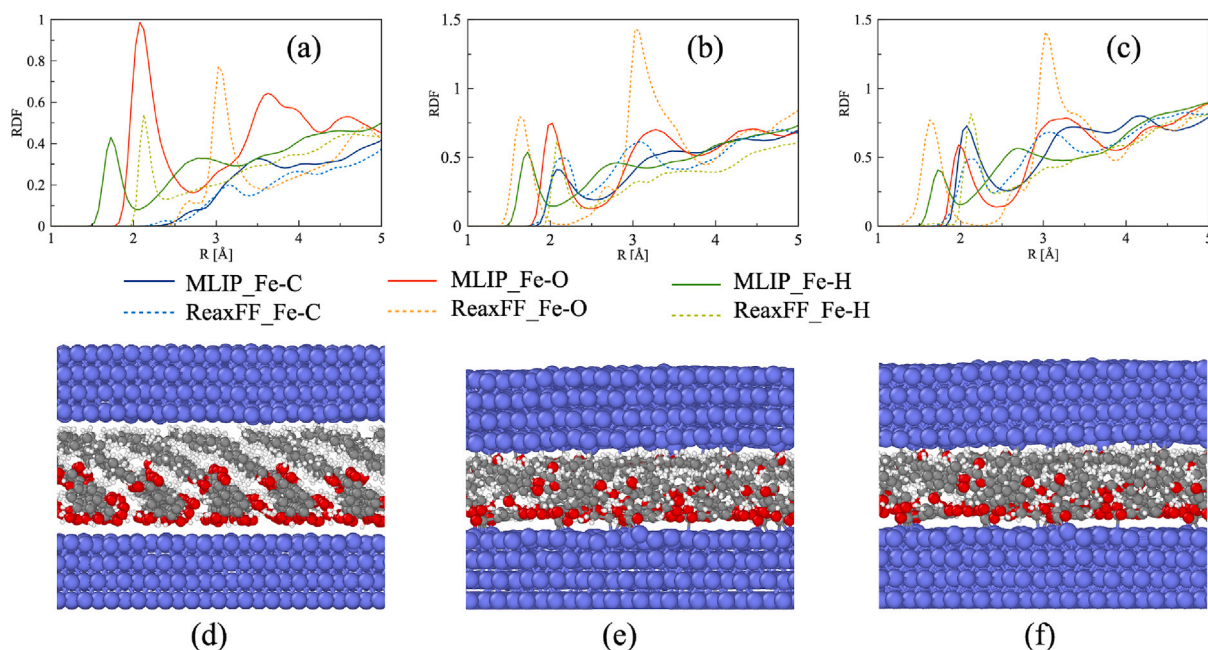 (a)
RDF
1
0.8
0.6
0.4
0.2
0
1 2 3 4 5
R [Å]
(b)
RDF
1.5
1
0.5
0
1 2 3 4 5
R [Å]
(c)
RDF
1.5
1
0.5
0
1 2 3 4 5
R [Å]
MLIP_Fe-C MLIP_Fe-O MLIP_Fe-H
ReaxFF_Fe-C ReaxFF_Fe-O ReaxFF_Fe-H
(d) (e) (f)